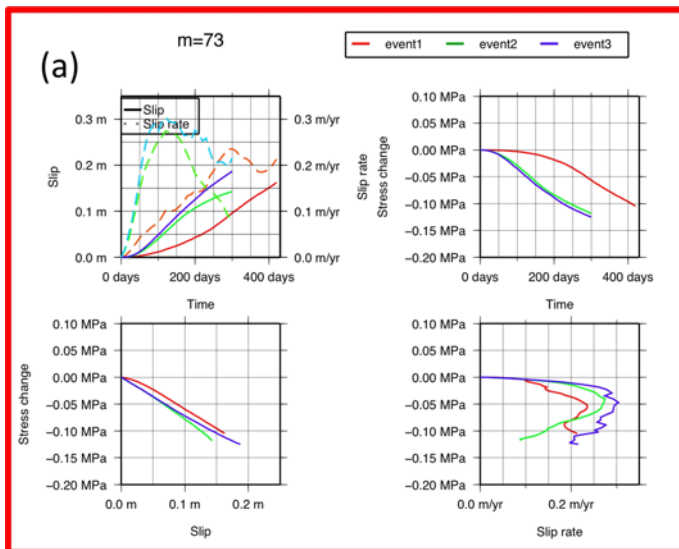 m=73
event1 event2 event3
(a)
Slip
Slip rate
0.3 m
0.2 m
0.1 m
0.0 m
Slip
0.3 m/yr
0.2 m/yr
0.1 m/yr
0.0 m/yr
Slip rate
0 days 200 days 400 days
Time
0.10 MPa
0.05 MPa
0.00 MPa
−0.05 MPa
−0.10 MPa
−0.15 MPa
−0.20 MPa
Stress change
0 days 200 days 400 days
Time
0.10 MPa
0.05 MPa
0.00 MPa
−0.05 MPa
−0.10 MPa
−0.15 MPa
−0.20 MPa
Stress change
0.0 m 0.1 m 0.2 m
Slip
0.10 MPa
0.05 MPa
0.00 MPa
−0.05 MPa
−0.10 MPa
−0.15 MPa
−0.20 MPa
Stress change
0.0 m/yr 0.2 m/yr
Slip rate